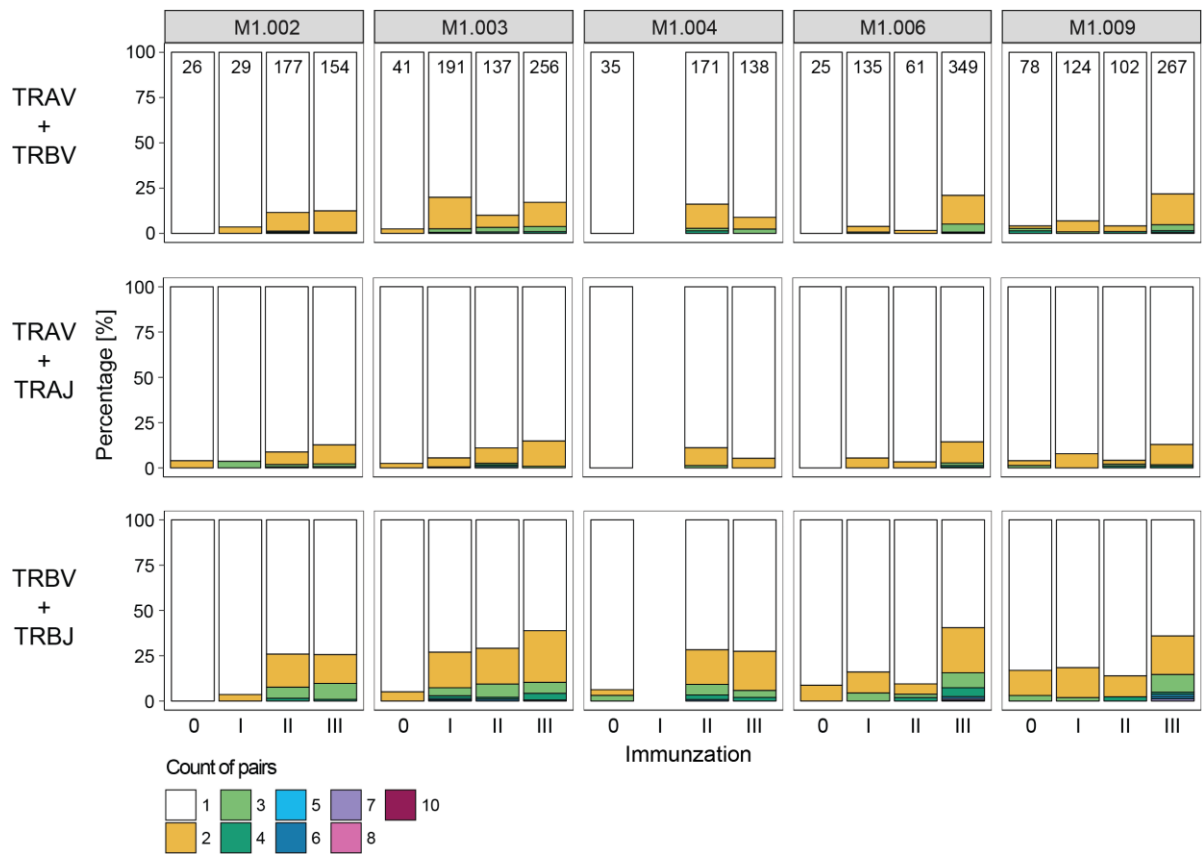 M1.002 M1.003 M1.004 M1.006 M1.009
TRAV
+
TRBV
100
75
50
25
0
26 29 177 154 41 191 137 256 35 171 138 25 135 61 349 78 124 102 267
TRAV
+
TRAJ
Percentage [%]
100
75
50
25
0
TRBV
+
TRBJ
100
75
50
25
0
0 I II III 0 I II III 0 I II III 0 I II III 0 I II III
Immunzation
Count of pairs
1 3 5 7 10
2 4 6 8